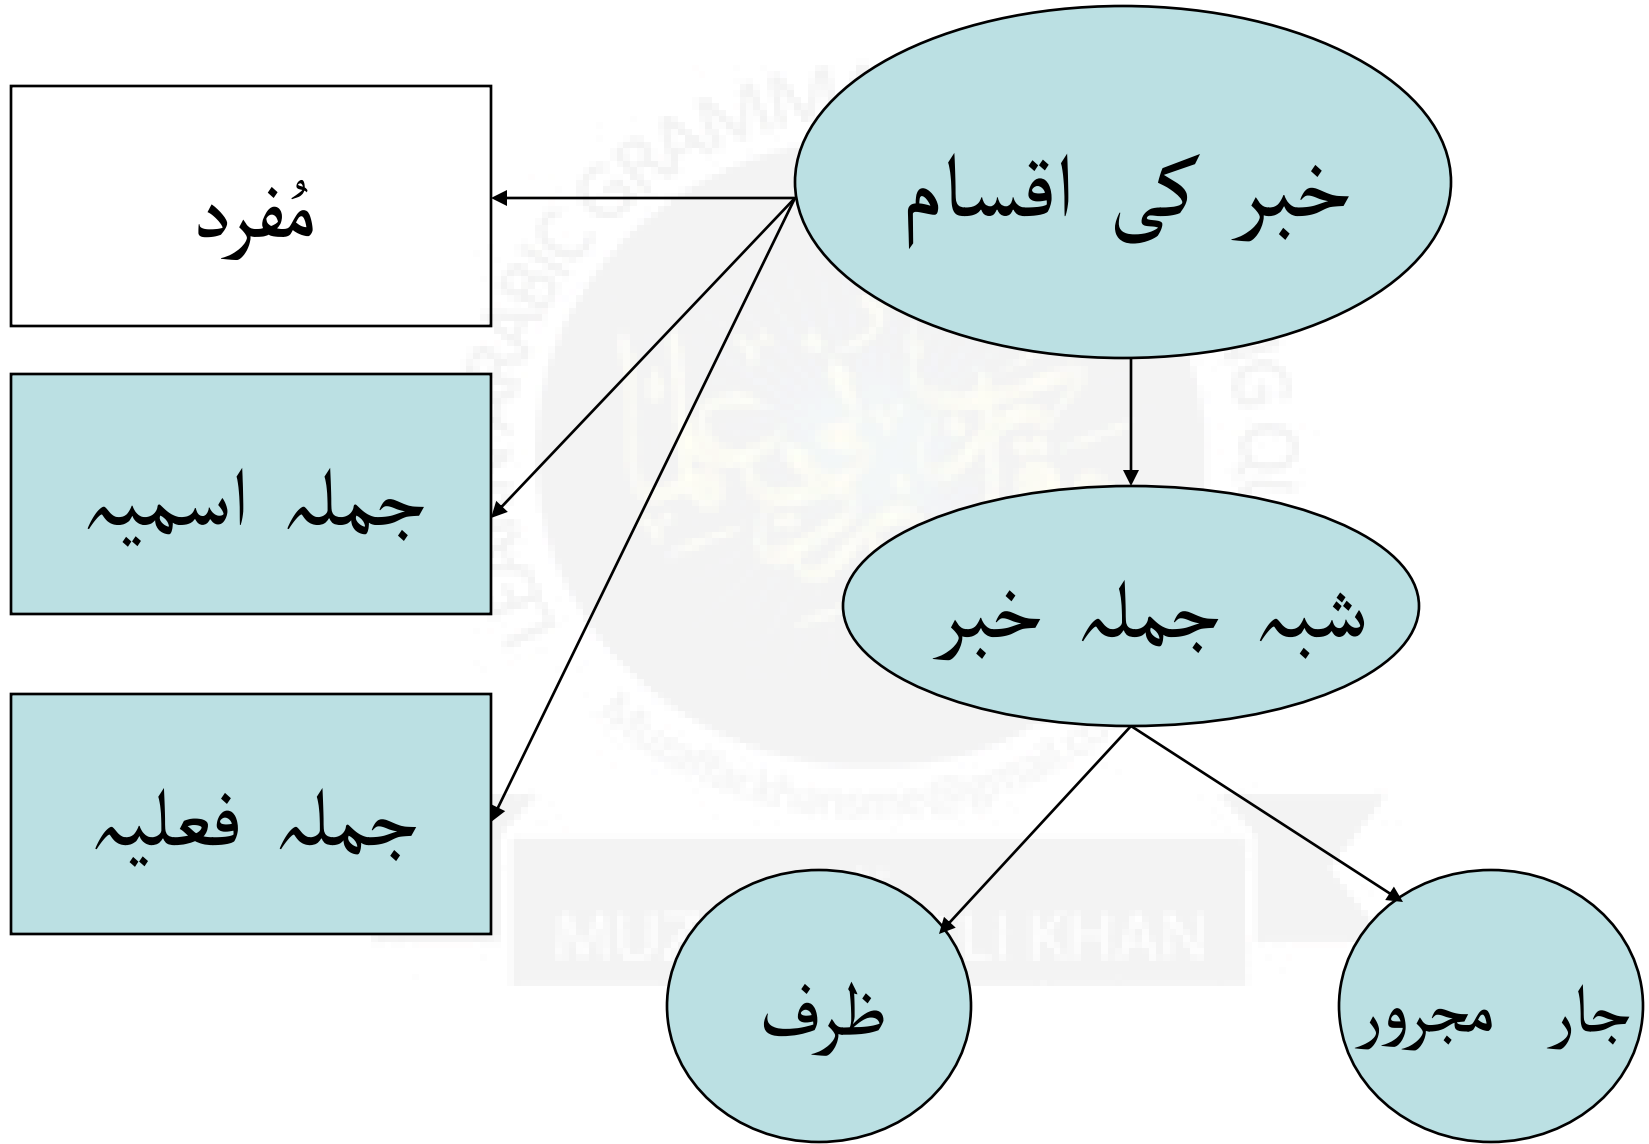 خبر کی اقسام
مُفرد
جملہ اسمیہ
جملہ فعلیہ
شبہ جملہ خبر
جار مجرور
ظرف